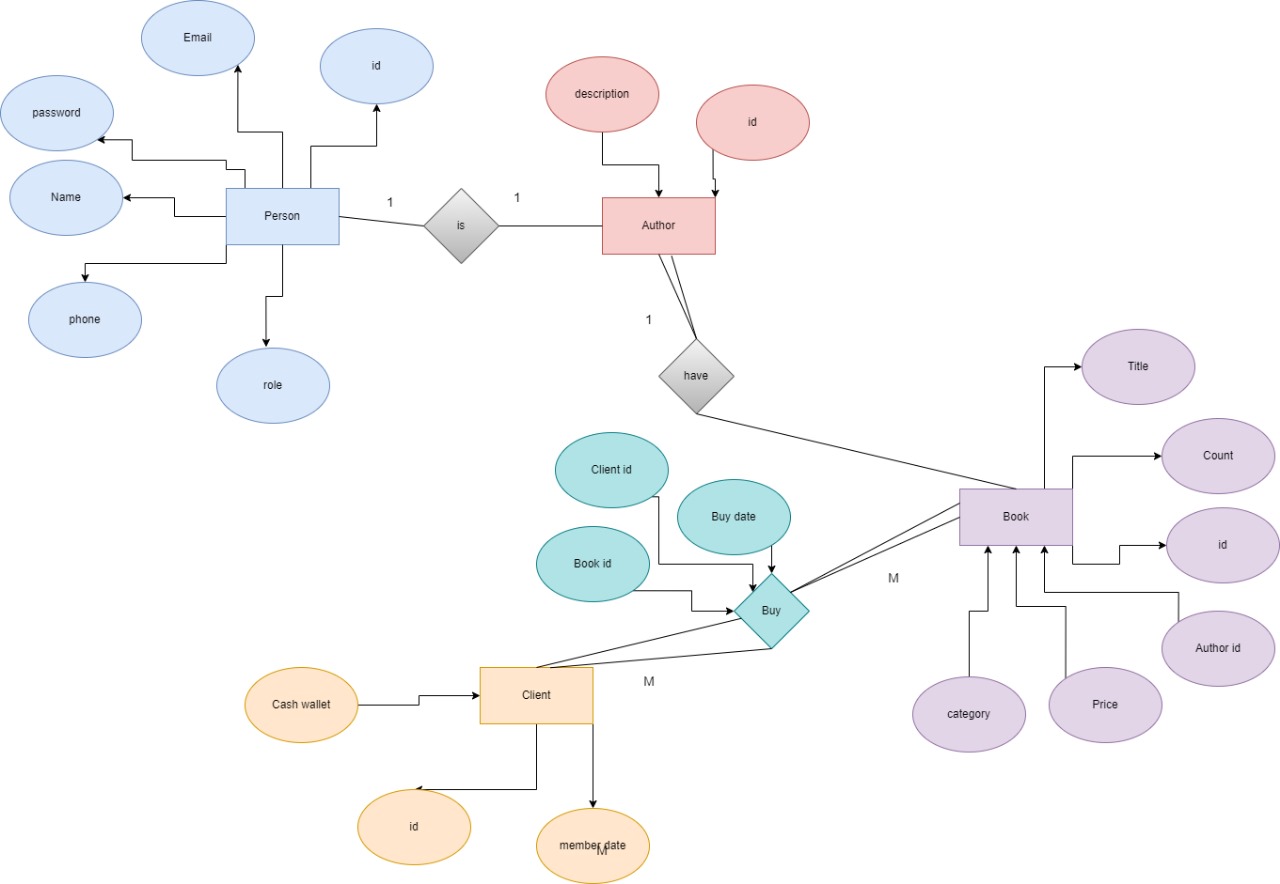 Email
id
password
Name
Person
phone
role
1
is
1
description
id
Author
1
have
Title
Count
Book
id
Author id
category
Price
M
Client id
Buy date
Book id
Buy
M
Cash wallet
Client
id
member date
M